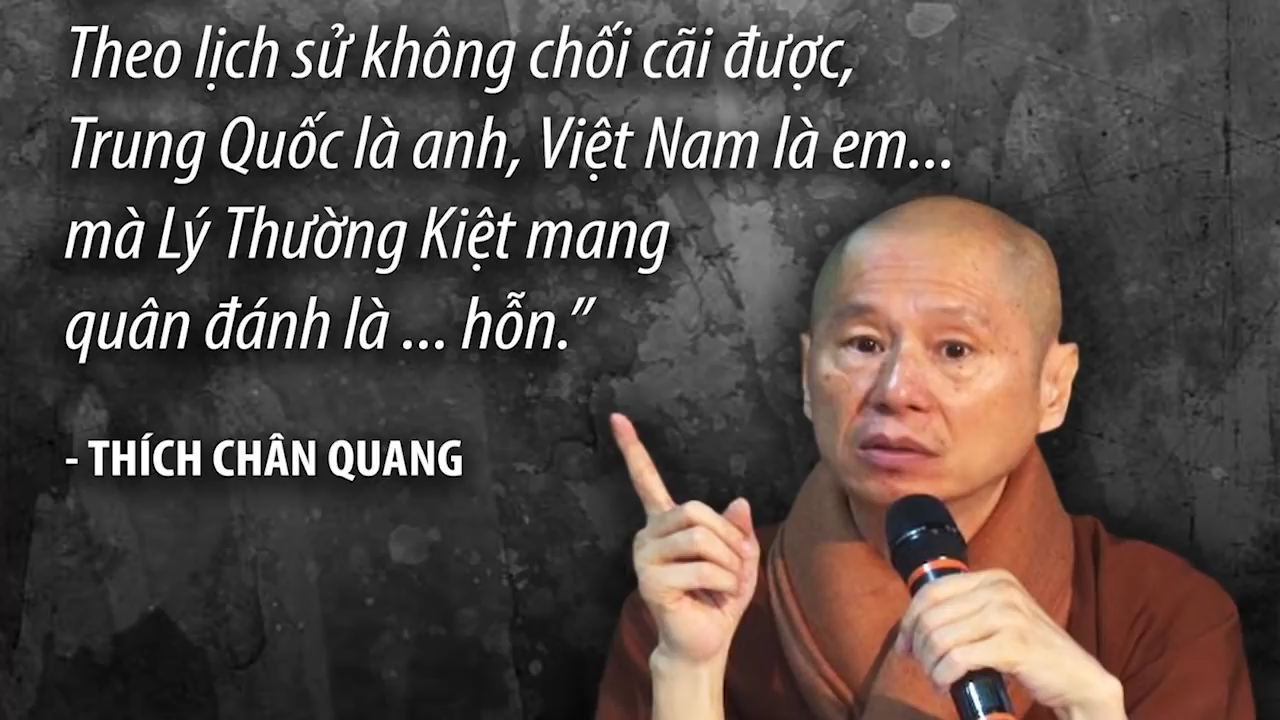 Theo lịch sử không chối cãi được,
Trung Quốc là anh, Việt Nam là em...
mà Lý Thường Kiệt mang
quân đánh là ... hỗn.”
- THÍCH CHÂN QUANG